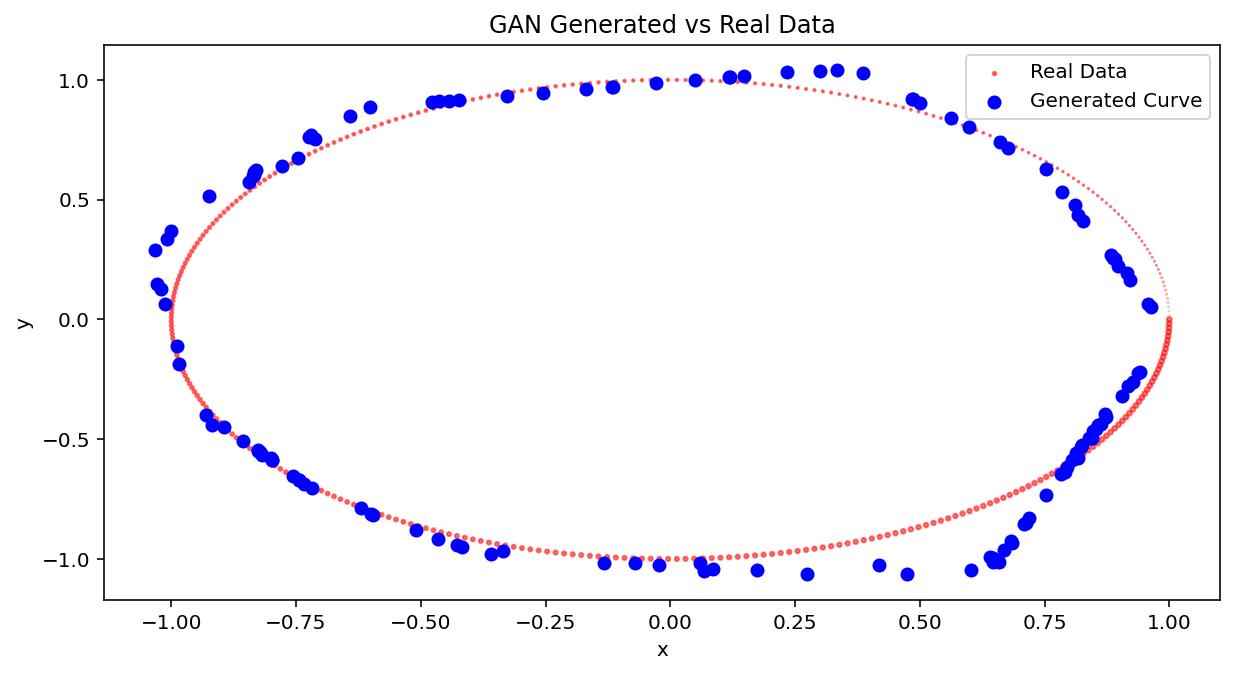 GAN Generated vs Real Data
Real Data
Generated Curve
1.0
0.5
0.0
−0.5
−1.0
y
−1.00 −0.75 −0.50 −0.25 0.00 0.25 0.50 0.75 1.00
x